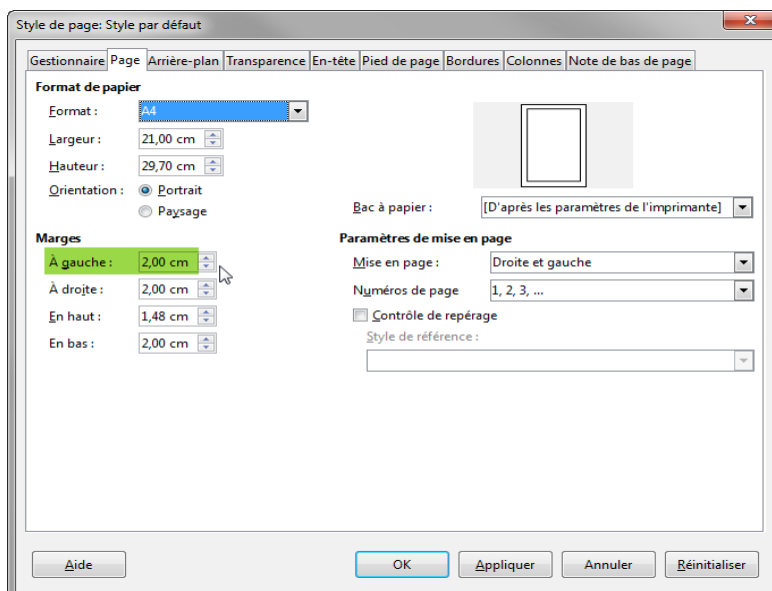 Style de page: Style par défaut
Gestionnaire Page Arrière-plan Transparence En-tête Pied de page Bordures Colonnes Note de bas de page
Format de papier
Format : A4
Largeur : 21,00 cm
Hauteur : 29,70 cm
Orientation : Portrait
Paysage
Bac à papier : [D'après les paramètres de l'imprimante]
Marges
À gauche : 2,00 cm
À droite : 2,00 cm
En haut : 1,48 cm
En bas : 2,00 cm
Paramètres de mise en page
Mise en page : Droite et gauche
Numéros de page 1, 2, 3, ...
Contrôle de repérage
Style de référence :
Aide OK Appliquer Annuler Réinitialiser